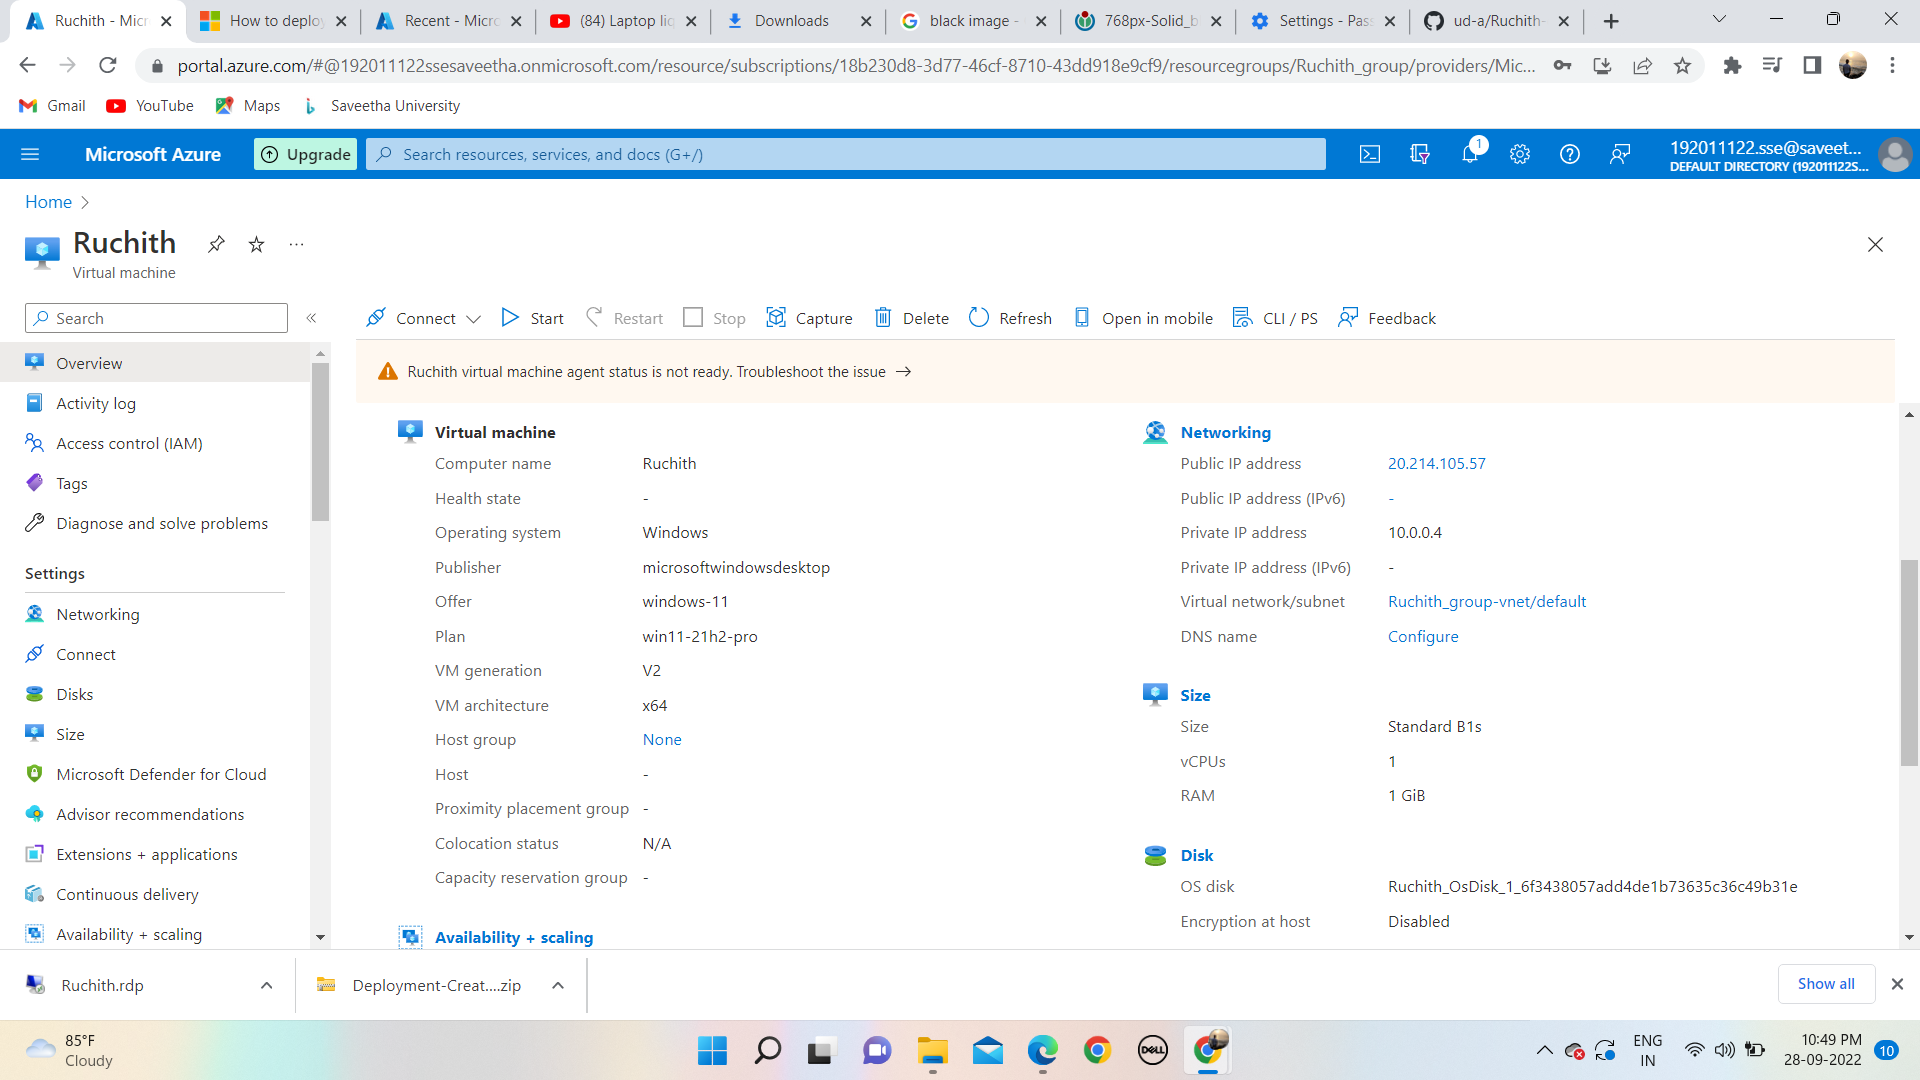 Ruchith - Micr
How to deploy
Recent - Micro
(84) Laptop liq
Downloads
black image -
768px-Solid_b
Settings - Pas
ud-a/Ruchith-
portal.azure.com/#@192011122ssesaveetha.onmicrosoft.com/resource/subscriptions/18b230d8-3d77-46cf-8710-43dd918e9cf9/resourcegroups/Ruchith_group/providers/Mic...
Gmail
YouTube
Maps
Saveetha University
Microsoft Azure
Upgrade
Search resources, services, and docs (G+/)
1
192011122.sse@saveet...
DEFAULT DIRECTORY (192011122S...
Home
Ruchith
Virtual machine
Search
Connect
Start
Restart
Stop
Capture
Delete
Refresh
Open in mobile
CLI / PS
Feedback
Ruchith virtual machine agent status is not ready. Troubleshoot the issue →
Overview
Activity log
Access control (IAM)
Tags
Diagnose and solve problems
Settings
Networking
Connect
Disks
Size
Microsoft Defender for Cloud
Advisor recommendations
Extensions + applications
Continuous delivery
Availability + scaling
Virtual machine
Computer name Ruchith
Health state -
Operating system Windows
Publisher microsoftwindowsdesktop
Offer windows-11
Plan win11-21h2-pro
VM generation V2
VM architecture x64
Host group None
Host -
Proximity placement group -
Colocation status N/A
Capacity reservation group -
Availability + scaling
Networking
Public IP address 20.214.105.57
Public IP address (IPv6) -
Private IP address 10.0.0.4
Private IP address (IPv6) -
Virtual network/subnet Ruchith_group-vnet/default
DNS name Configure
Size
Size Standard B1s
vCPUs 1
RAM 1 GiB
Disk
OS disk Ruchith_OsDisk_1_6f3438057add4de1b73635c36c49b31e
Encryption at host Disabled
Ruchith.rdp
Deployment-Creat....zip
Show all
85°F
Cloudy
DELL
ENG
IN
10:49 PM
28-09-2022
10